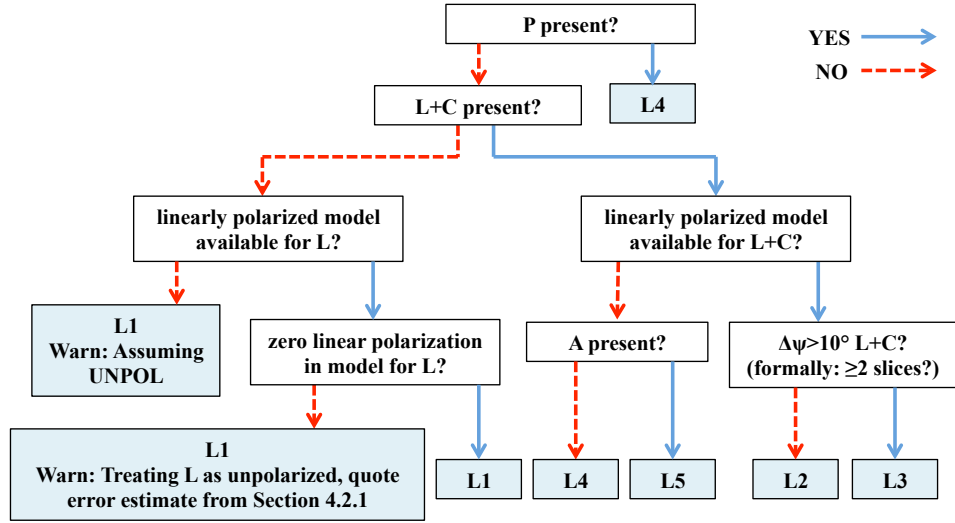 P present?
YES
NO
L4
L+C present?
linearly polarized model
available for L?
linearly polarized model
available for L+C?
L1
Warn: Assuming
UNPOL
zero linear polarization
in model for L?
A present?
Δψ>10° L+C?
(formally: ≥2 slices?)
L1
Warn: Treating L as unpolarized, quote
error estimate from Section 4.2.1
L1
L4
L5
L2
L3